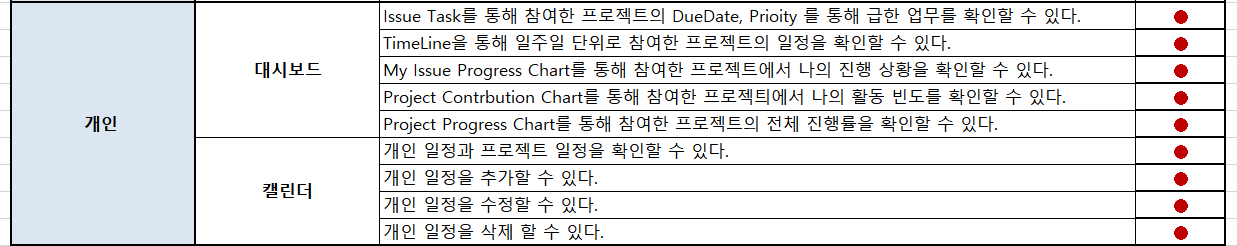 Issue Task를 통해 참여한 프로젝트의 DueDate, Prioity 를 통해 급한 업무를 확인할 수 있다.
TimeLine을 통해 일주일 단위로 참여한 프로젝트의 일정을 확인할 수 있다.
대시보드
My Issue Progress Chart를 통해 참여한 프로젝트에서 나의 진행 상황을 확인할 수 있다.
Project Contrbution Chart를 통해 참여한 프로젝틔에서 나의 활동 빈도를 확인할 수 있다.
개인
Project Progress Chart를 통해 참여한 프로젝트의 전체 진행률을 확인할 수 있다.
개인 일정과 프로젝트 일정을 확인할 수 있다.
캘린더
개인 일정을 추가할 수 있다.
개인 일정을 수정할 수 있다.
개인 일정을 삭제 할 수 있다.